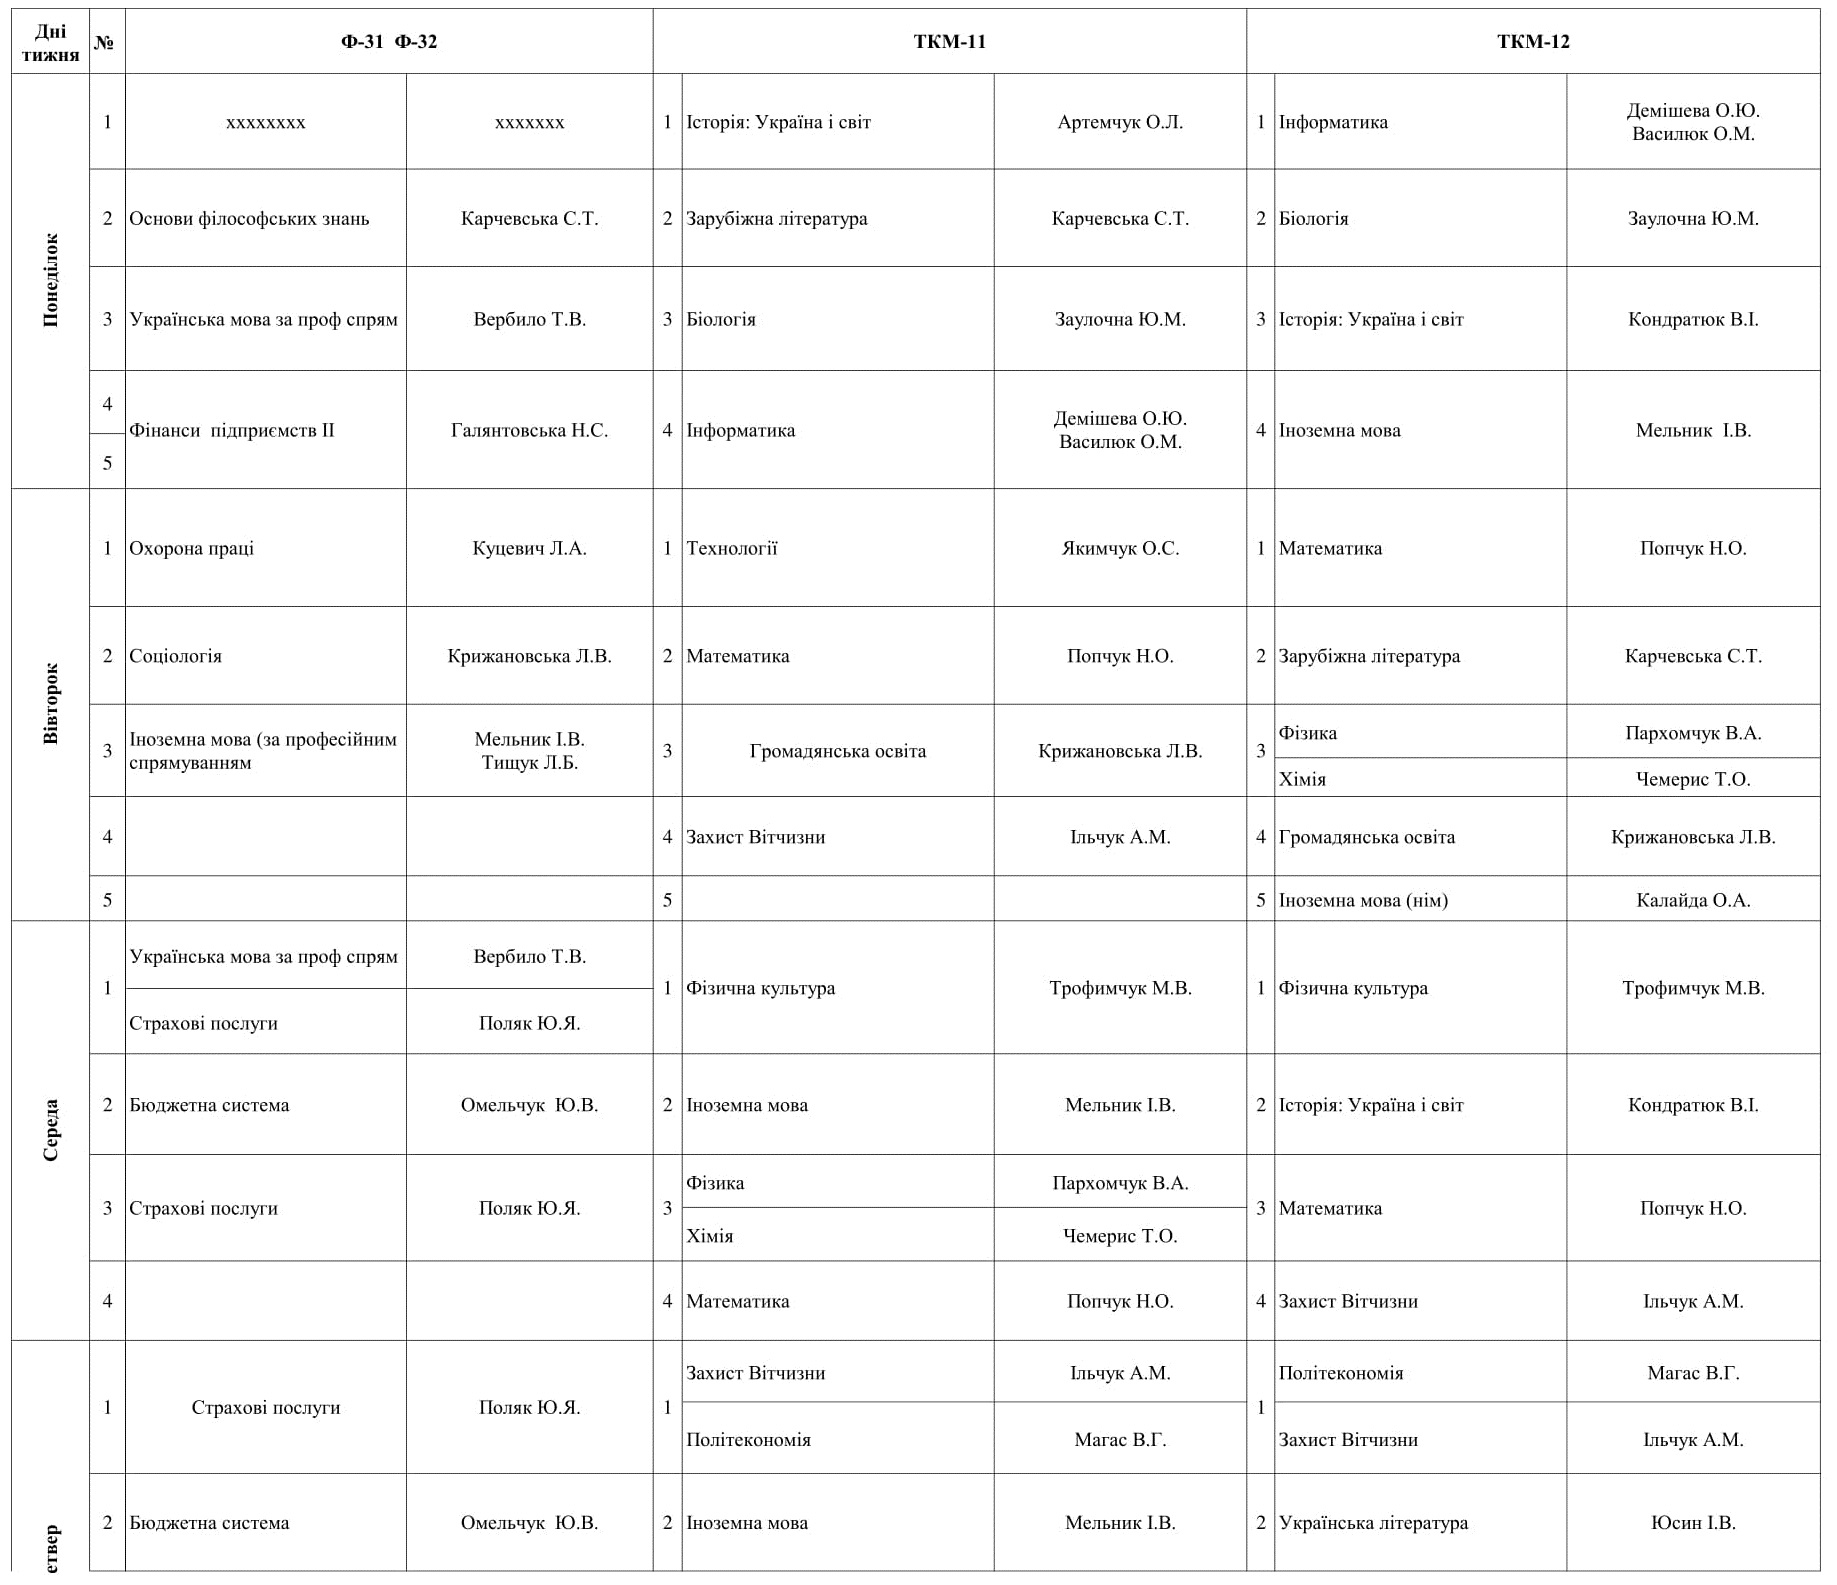 Дні тижня № Ф-31  Ф-32 ТКМ-11 ТКМ-12
Понеділок
1 xxxxxxxx xxxxxxx 1 Історія: Україна і світ Артемчук О.Л. 1 Інформатика Демішева О.Ю. Василюк О.М.
2 Основи філософських знань Карчевська С.Т. 2 Зарубіжна література Карчевська С.Т. 2 Біологія Заулочна Ю.М.
3 Українська мова за проф спрям Вербило Т.В. 3 Біологія Заулочна Ю.М. 3 Історія: Україна і світ Кондратюк В.І.
4 5 Фінанси  підприємств ІІ Галянтовська Н.С. 4 Інформатика Демішева О.Ю. Василюк О.М. 4 Іноземна мова Мельник  І.В.
Вівторок
1 Охорона праці Куцевич Л.А. 1 Технології Якимчук О.С. 1 Математика Попчук Н.О.
2 Соціологія Крижановська Л.В. 2 Математика Попчук Н.О. 2 Зарубіжна література Карчевська С.Т.
3 Іноземна мова (за професійним спрямуванням Мельник І.В. Тищук Л.Б. 3 Громадянська освіта Крижановська Л.В. 3 Фізика Пархомчук В.А.
Хімія Чемерис Т.О.
4 4 Захист Вітчизни Ільчук А.М. 4 Громадянська освіта Крижановська Л.В.
5 5 5 Іноземна мова (нім) Калайда О.А.
Середа
1 Українська мова за проф спрям Вербило Т.В. 1 Фізична культура Трофимчук М.В. 1 Фізична культура Трофимчук М.В.
Страхові послуги Поляк Ю.Я.
2 Бюджетна система Омельчук  Ю.В. 2 Іноземна мова Мельник І.В. 2 Історія: Україна і світ Кондратюк В.І.
3 Страхові послуги Поляк Ю.Я. 3 Фізика Пархомчук В.А. 3 Математика Попчук Н.О.
Хімія Чемерис Т.О.
4 4 Математика Попчук Н.О. 4 Захист Вітчизни Ільчук А.М.
етвер
1 Страхові послуги Поляк Ю.Я. 1 Захист Вітчизни Ільчук А.М. 1 Політекономія Магас В.Г.
Політекономія Магас В.Г. Захист Вітчизни Ільчук А.М.
2 Бюджетна система Омельчук  Ю.В. 2 Іноземна мова Мельник І.В. 2 Українська література Юсин І.В.